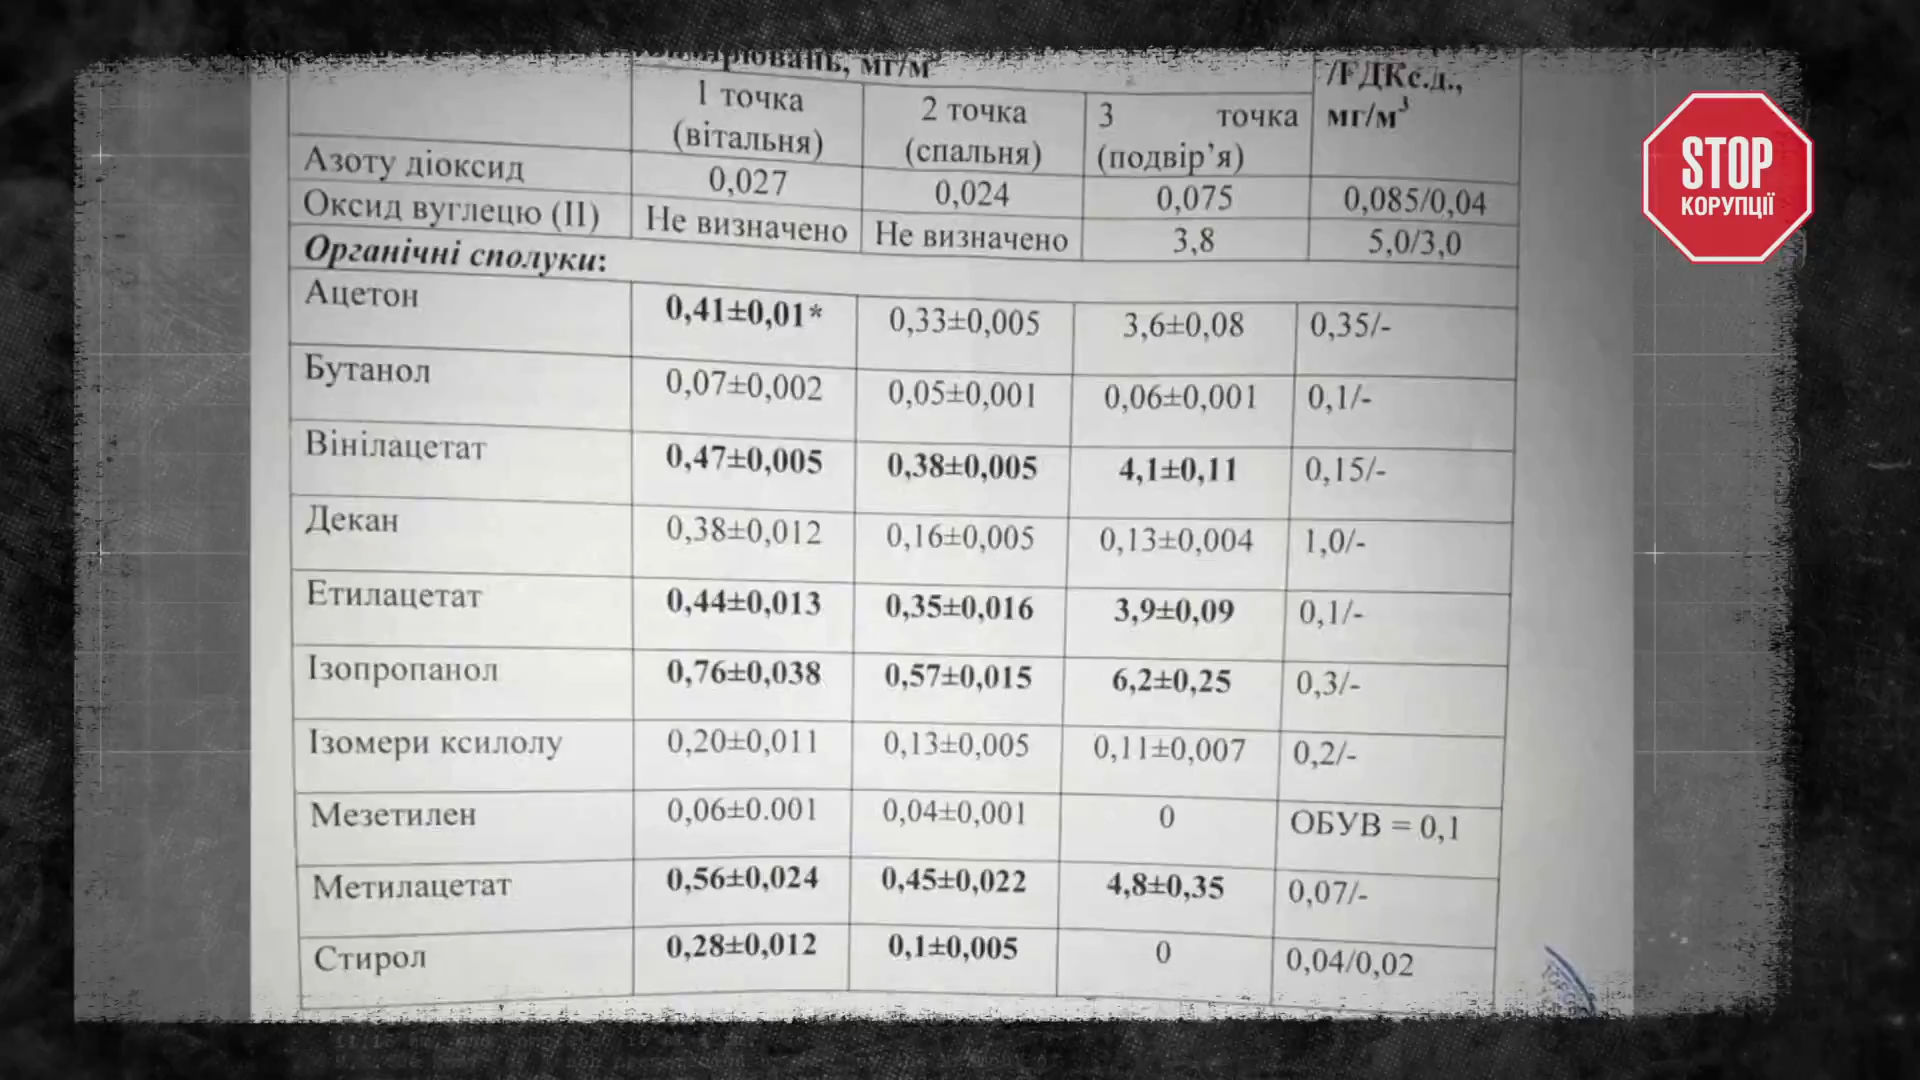 мг/м³
/ГДКс.д.,
мг/м³
1 точка
(вітальня)
2 точка
(спальня)
3 точка
(подвір’я)
Азоту діоксид 0,027 0,024 0,075 0,085/0,04
Оксид вуглецю (II) Не визначено Не визначено 3,8 5,0/3,0
Органічні сполуки:
Ацетон 0,41±0,01* 0,33±0,005 3,6±0,08 0,35/-
Бутанол 0,07±0,002 0,05±0,001 0,06±0,001 0,1/-
Вінілацетат 0,47±0,005 0,38±0,005 4,1±0,11 0,15/-
Декан 0,38±0,012 0,16±0,005 0,13±0,004 1,0/-
Етилацетат 0,44±0,013 0,35±0,016 3,9±0,09 0,1/-
Ізопропанол 0,76±0,038 0,57±0,015 6,2±0,25 0,3/-
Ізомери ксилолу 0,20±0,011 0,13±0,005 0,11±0,007 0,2/-
Мезетилен 0,06±0.001 0,04±0,001 0 ОБУВ = 0,1
Метилацетат 0,56±0,024 0,45±0,022 4,8±0,35 0,07/-
Стирол 0,28±0,012 0,1±0,005 0 0,04/0,02
STOP
КОРУПЦІЇ